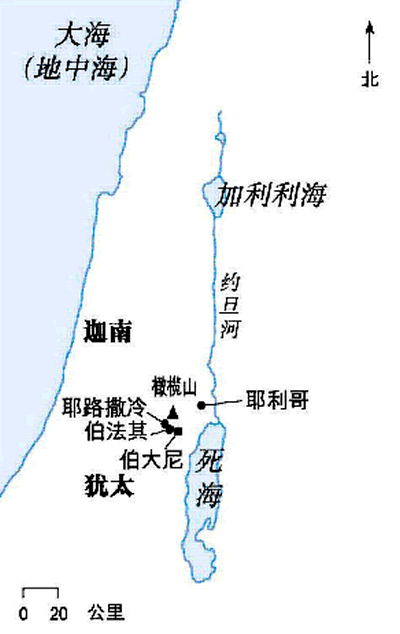 大海
（地中海）
北
加利利海
约旦河
迦南
橄榄山
耶路撒冷
耶利哥
伯法其
伯大尼
死海
犹太
0 20 公里